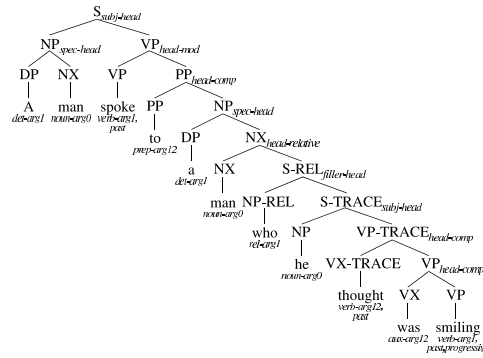 S subj-head
NP spec-head VP head-mod
DP NX VP PP head-comp
A man spoke PP NP spec-head
det-arg1 noun-arg0 verb-arg1, past
to DP NX head-relative
prep-arg12
a NX S-REL filler-head
det-arg1
man NP-REL S-TRACE subj-head
noun-arg0
who NP VP-TRACE head-comp
rel-arg1
he VX-TRACE VP head-comp
noun-arg0
thought VX VP
verb-arg12, past
was smiling
aux-arg12 verb-arg1,
past,progressiv